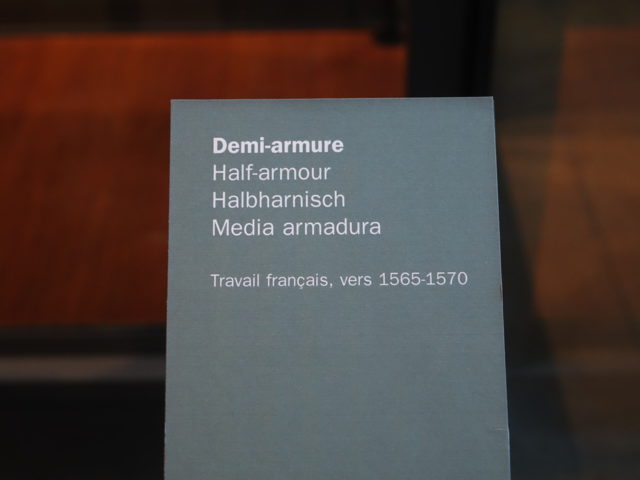 Demi-armure
Half-armour
Halbharnisch
Media armadura
Travail français, vers 1565-1570